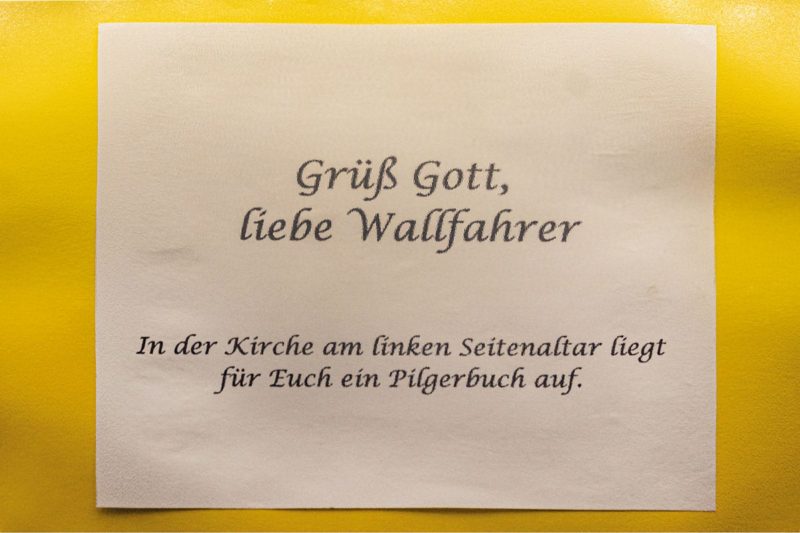 Grüß Gott,
liebe Wallfahrer
In der Kirche am linken Seitenaltar liegt
für Euch ein Pilgerbuch auf.